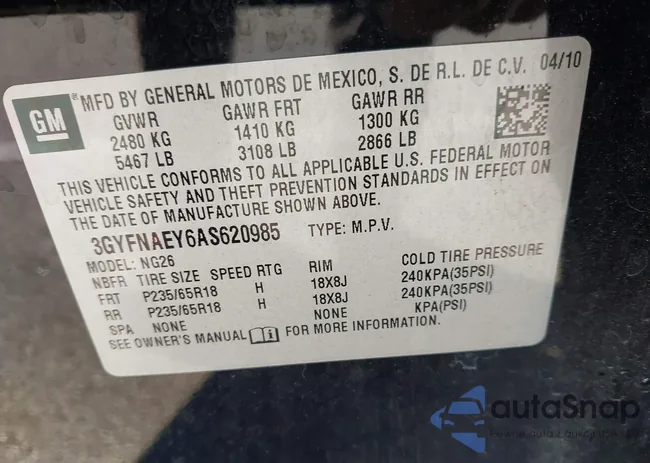 GM
MFD BY GENERAL MOTORS DE MEXICO, S. DE R.L. DE C.V. 04/10
GVWR GAWR FRT GAWR RR
2480 KG 1410 KG 1300 KG
5467 LB 3108 LB 2866 LB
THIS VEHICLE CONFORMS TO ALL APPLICABLE U.S. FEDERAL MOTOR
VEHICLE SAFETY AND THEFT PREVENTION STANDARDS IN EFFECT ON
THE DATE OF MANUFACTURE SHOWN ABOVE.
3GYFNAEY6AS620985 TYPE: M.P.V.
MODEL: NG26
NBFR TIRE SIZE SPEED RTG RIM COLD TIRE PRESSURE
FRT P235/65R18 H 18X8J 240KPA(35PSI)
RR P235/65R18 H 18X8J 240KPA(35PSI)
SPA NONE NONE KPA(PSI)
SEE OWNER'S MANUAL FOR MORE INFORMATION.
autoSnap